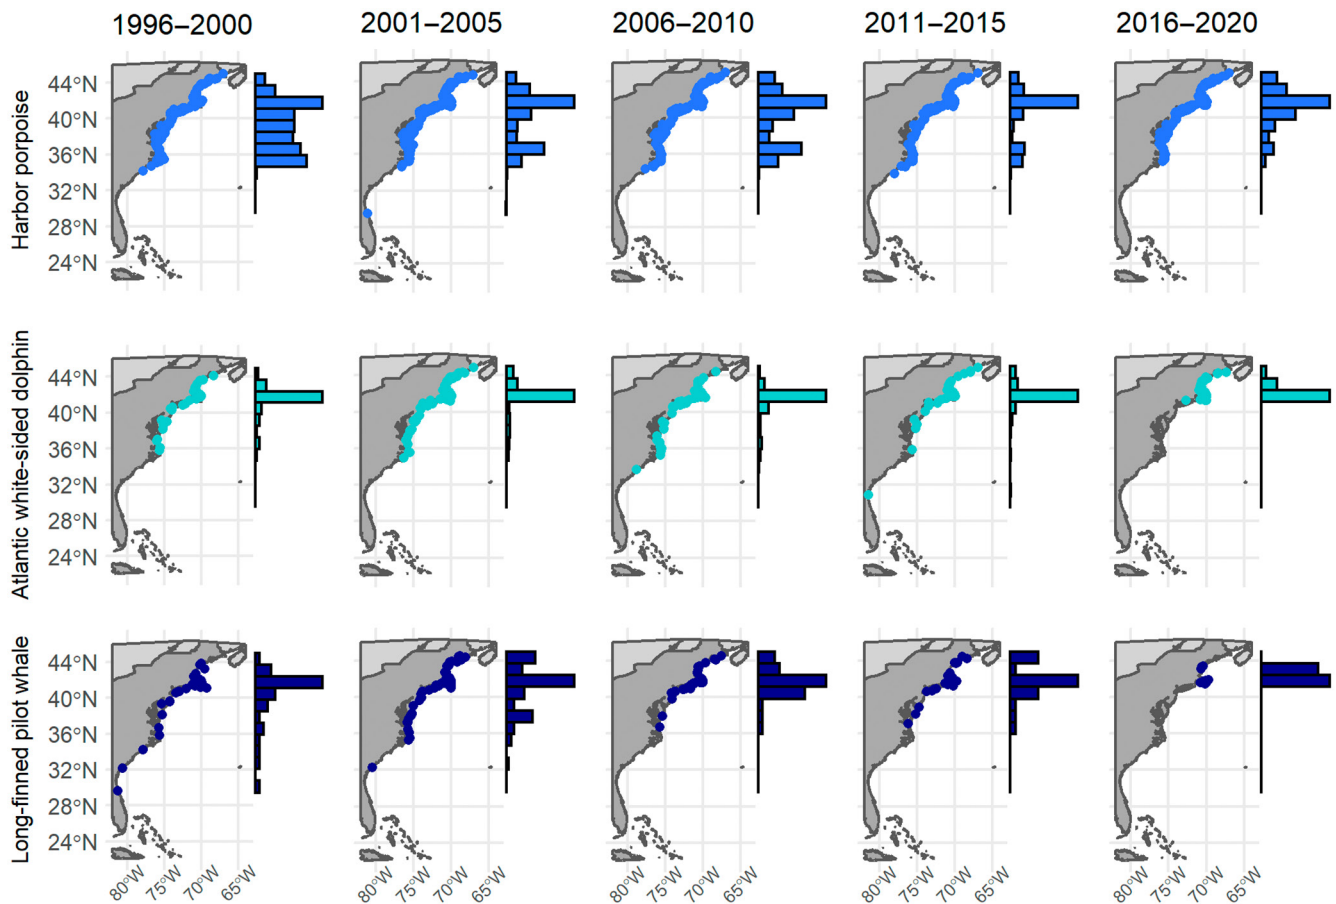 1996–2000 2001–2005 2006–2010 2011–2015 2016–2020
Harbor porpoise
44°N
40°N
36°N
32°N
28°N
24°N
Atlantic white-sided dolphin
44°N
40°N
36°N
32°N
28°N
24°N
Long-finned pilot whale
44°N
40°N
36°N
32°N
28°N
24°N
80°W 75°W 70°W 65°W 80°W 75°W 70°W 65°W 80°W 75°W 70°W 65°W 80°W 75°W 70°W 65°W 80°W 75°W 70°W 65°W